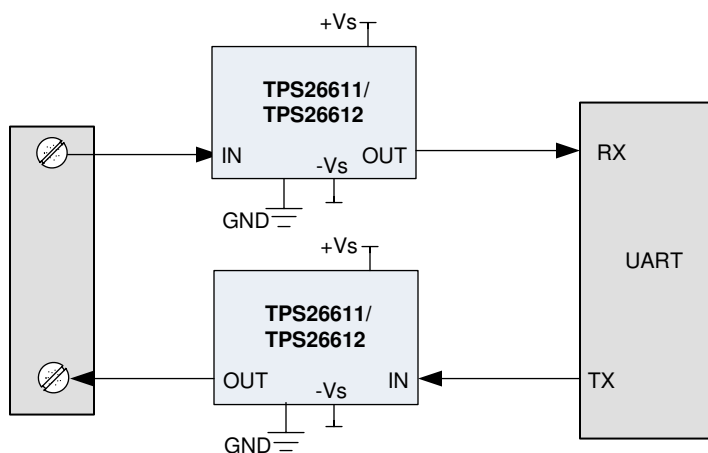 +Vs
TPS26611/
TPS26612
IN
OUT
-Vs
GND
RX
UART
+Vs
TPS26611/
TPS26612
OUT
IN
-Vs
GND
TX